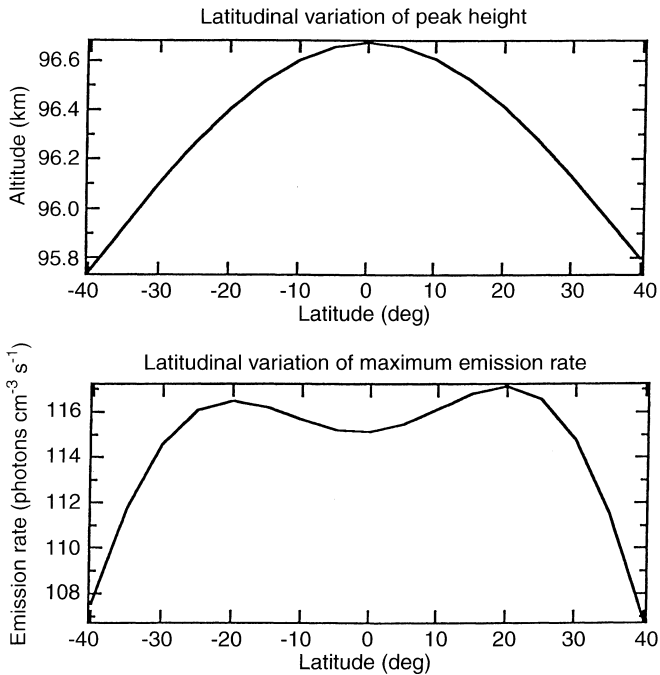 Latitudinal variation of peak height
Altitude (km)
96.6
96.4
96.2
96.0
95.8
-40 -30 -20 -10 0 10 20 30 40
Latitude (deg)
Latitudinal variation of maximum emission rate
Emission rate (photons cm⁻³ s⁻¹)
116
114
112
110
108
-40 -30 -20 -10 0 10 20 30 40
Latitude (deg)